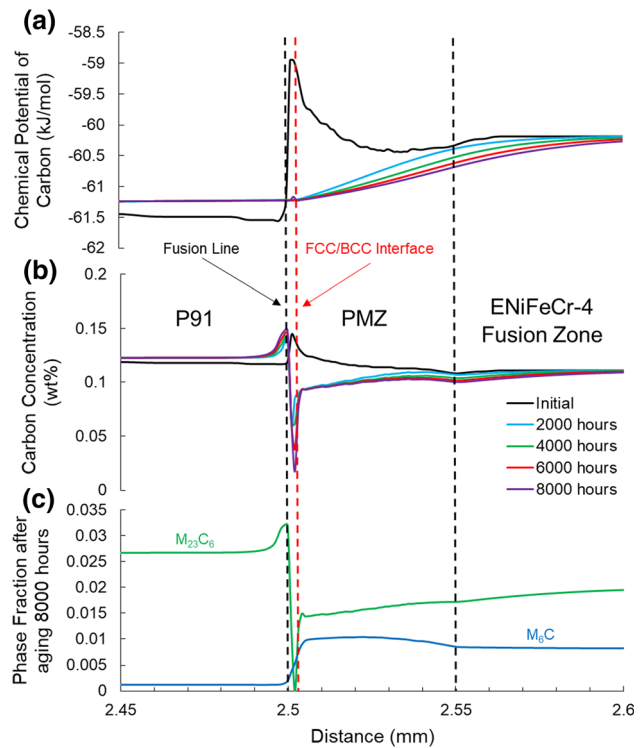 (a)
-58.5
-59
-59.5
-60
-60.5
-61
-61.5
-62
Chemical Potential of
Carbon (kJ/mol)
Fusion Line
FCC/BCC Interface
(b)
0.2
0.15
0.1
0.05
0
Carbon Concentration
(wt%)
P91
PMZ
ENiFeCr-4
Fusion Zone
Initial
2000 hours
4000 hours
6000 hours
8000 hours
(c)
0.035
0.03
0.025
0.02
0.015
0.01
0.005
0
Phase Fraction after
aging 8000 hours
M23C6
M6C
2.45
2.5
2.55
2.6
Distance (mm)